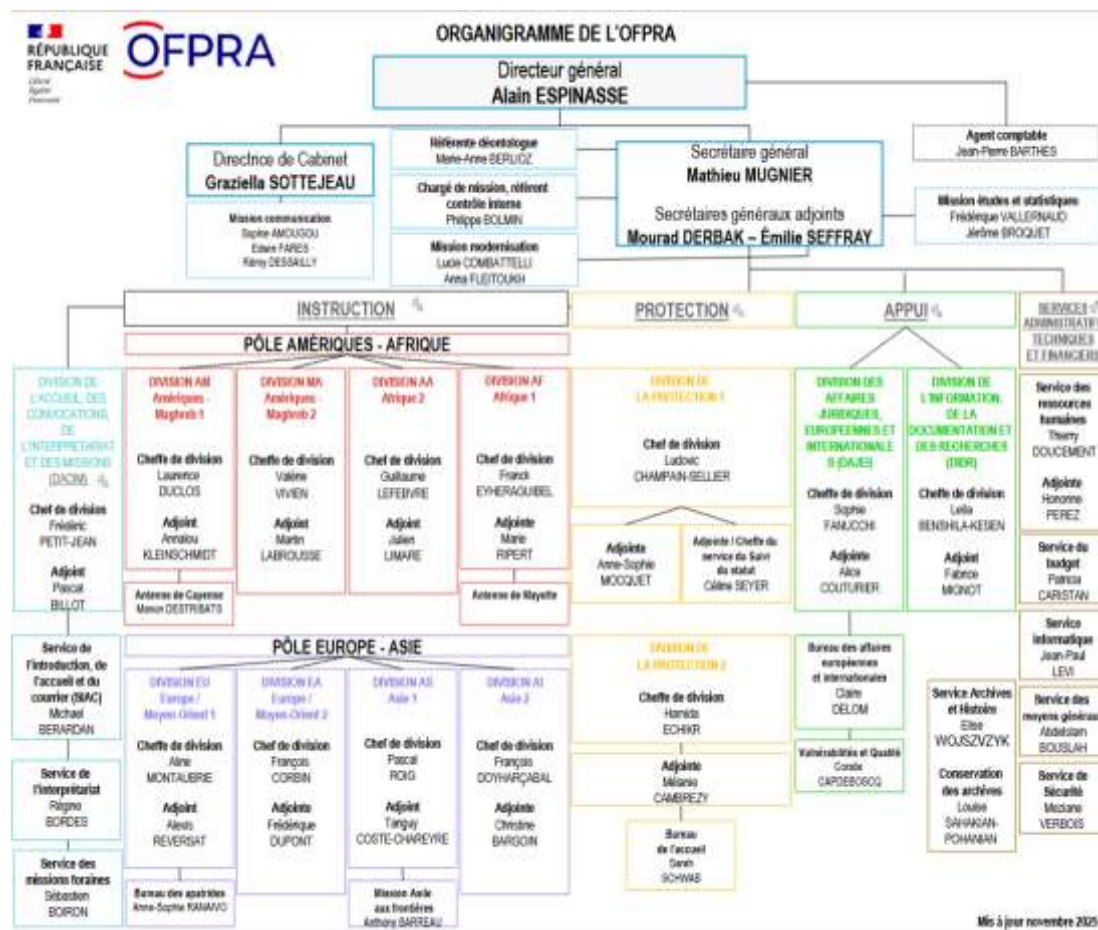 RÉPUBLIQUE
FRANÇAISE
Liberté
Égalité
Fraternité
OFPRA
ORGANIGRAMME DE L'OFPRA
Directeur général
Alain ESPINASSE
Agent comptable
Jean-Pierre BARTHES
Directrice de Cabinet
Graziella SOTTEJEAU
Mission communication
Sophie AMOUGOU
FARES
Rémy DESSAILLY
Référente déontologue
Marie-Anne BERLIOZ
Chargé de mission, référent
contrôle interne
Philippe BOLMIN
Mission modernisation
Lucie COMBATTELLI
Anna FLEITOUKH
Secrétaire général
Mathieu MUGNIER
Secrétaires généraux adjoints
Mourad DERBAK – Émilie SEFFRAY
Mission études et statistiques
Frédérique VALLERNAUD
Jérôme BROQUET
DIVISION DE
L'ACCUEIL, DES
CONVOCATIONS,
DE
L'INTERPRETARIAT
ET DES MISSIONS
(DACIM)
Chef de division
Frédéric
PETIT-JEAN
Adjoint
Pascal
BILLOT
Service de
l'introduction, de
l'accueil et du
courrier (SIAC)
Michael
BERARDAN
Service de
l'interprétariat
Régine
BORDES
Service des
missions foraines
Sébastien
BOIRON
INSTRUCTION
PÔLE AMÉRIQUES - AFRIQUE
DIVISION AM
Amériques -
Maghreb 1
Cheffe de division
Laurence
DUCLOS
Adjoint
Annalou
KLEINSCHMIDT
Antenne de Cayenne
Manon DESTRIBATS
DIVISION MA
Amériques -
Maghreb 2
Cheffe de division
Valérie
VIVIEN
Adjoint
Martin
LABROUSSE
DIVISION AA
Afrique 2
Chef de division
Guillaume
LEFEBVRE
Adjoint
Julien
LIMARE
DIVISION AF
Afrique 1
Chef de division
Franck
EYHERAGUIBEL
Adjointe
Marie
RIPERT
Antenne de Mayotte
PÔLE EUROPE - ASIE
DIVISION EU
Europe /
Moyen-Orient 1
Cheffe de division
Aline
MONTAUBRIE
Adjoint
Alexis
REVERSAT
Bureau des apatrides
Anne-Sophie RANAIVO
DIVISION EA
Europe /
Moyen-Orient 2
Chef de division
François
CORBIN
Adjointe
Frédérique
DUPONT
DIVISION AS
Asie 1
Chef de division
Pascal
ROIG
Adjoint
Tanguy
COSTE-CHAREYRE
Mission Asile
aux frontières
Anthony BARREAU
DIVISION AI
Asie 2
Chef de division
François
DOYHARÇABAL
Adjointe
Christine
BARGOIN
PROTECTION
DIVISION DE
LA PROTECTION 1
Chef de division
Ludovic
CHAMPAIN-SELLIER
Adjointe
Anne-Sophie
MOCQUET
Adjointe / Cheffe du
service du Suivi
du statut
Céline SEYER
DIVISION DE
LA PROTECTION 2
Cheffe de division
Hamida
ECHIKR
Adjointe
Mélanie
CAMBREZY
Bureau
de l'accueil
Sarah
SCHWAB
APPUI
DIVISION DES
AFFAIRES
JURIDIQUES,
EUROPEENNES ET
INTERNATIONALE
S (DAJEI)
Cheffe de division
Sophie
FANUCCHI
Adjointe
Alice
COUTURIER
Bureau des affaires
européennes
et internationales
Claire
DELOM
Vulnérabilités et Qualité
Coralie
CAPDEBOSCQ
DIVISION DE
L'INFORMATION,
DE LA
DOCUMENTATION ET
DES RECHERCHES
(DIDR)
Cheffe de division
Leila
BENSHILA-KESEN
Adjoint
Fabrice
MIGNOT
Service Archives
et Histoire
Elise
WOJSZVZYK
Conservation
des archives
Louise
SAHAKIAN-
POHANIAN
SERVICES
ADMINISTRATIFS
TECHNIQUES
ET FINANCIERS
Service des
ressources
humaines
Thierry
DOUCEMENT
Adjointe
Honorine
PEREZ
Service du
budget
Patricia
CARISTAN
Service
informatique
Jean-Paul
LEVI
Service des
moyens généraux
Abdelslam
BOUSLAH
Service de
Sécurité
Meziane
VERBOIS
Mis à jour novembre 2025